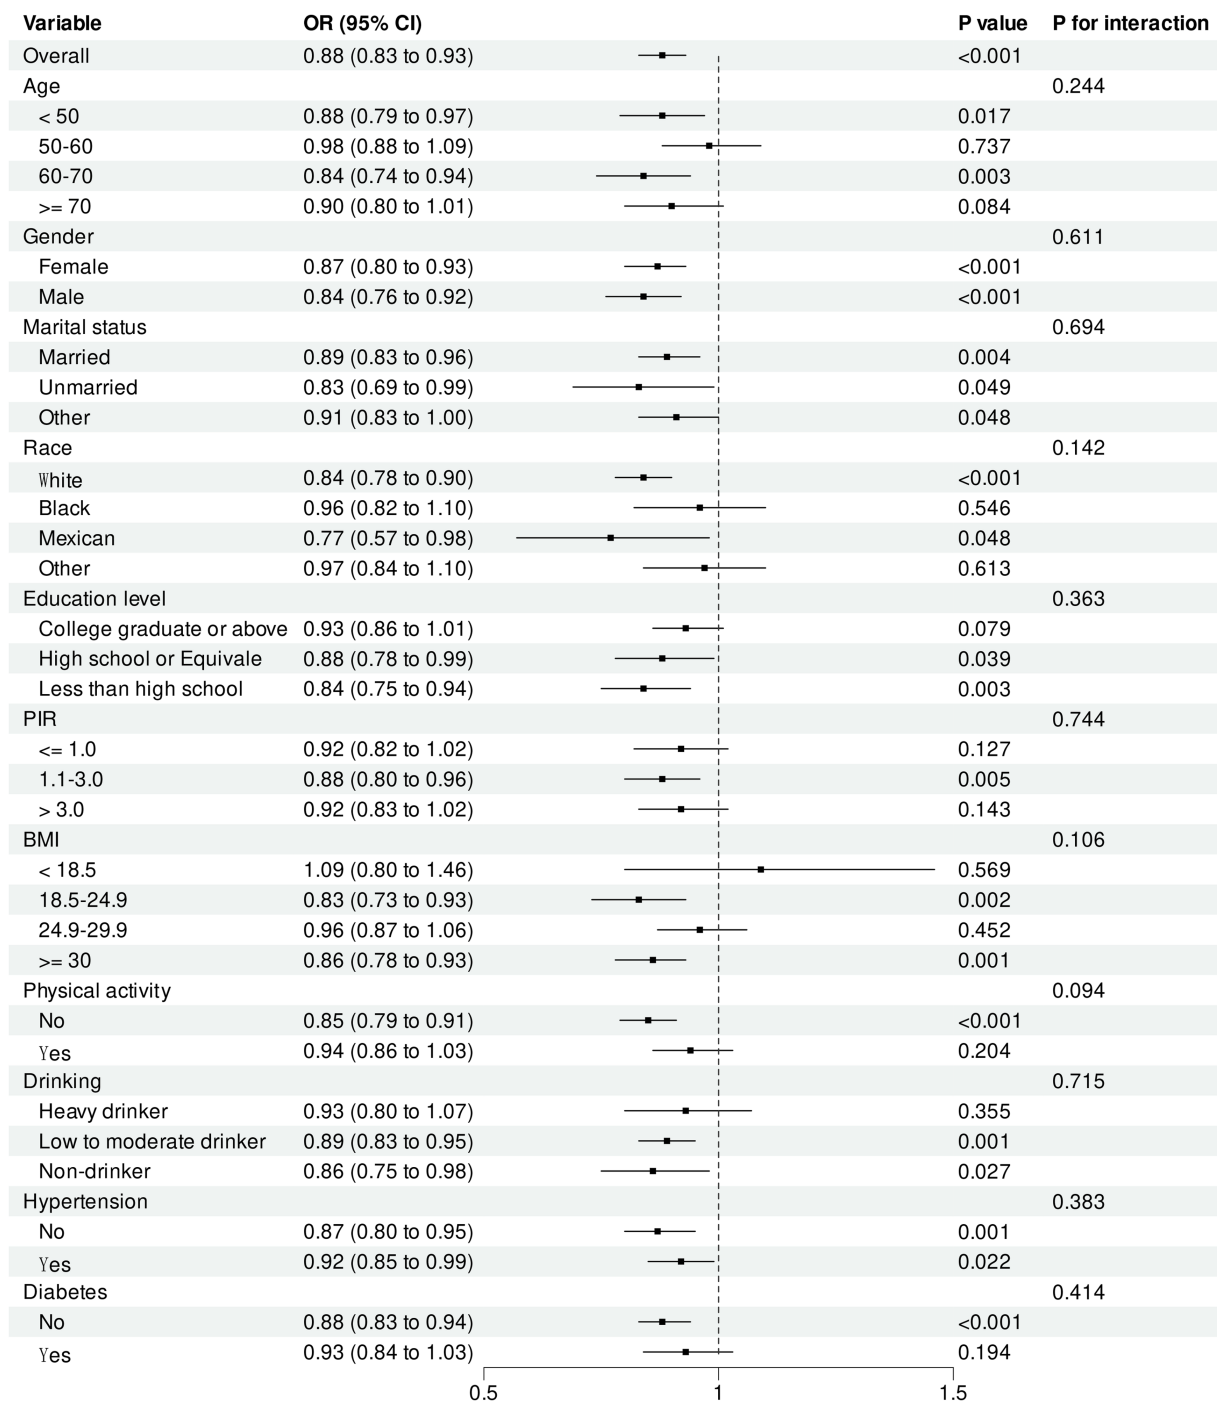 Variable OR (95% CI) P value P for interaction
Overall 0.88 (0.83 to 0.93) <0.001
Age 0.244
< 50 0.88 (0.79 to 0.97) 0.017
50-60 0.98 (0.88 to 1.09) 0.737
60-70 0.84 (0.74 to 0.94) 0.003
>= 70 0.90 (0.80 to 1.01) 0.084
Gender 0.611
Female 0.87 (0.80 to 0.93) <0.001
Male 0.84 (0.76 to 0.92) <0.001
Marital status 0.694
Married 0.89 (0.83 to 0.96) 0.004
Unmarried 0.83 (0.69 to 0.99) 0.049
Other 0.91 (0.83 to 1.00) 0.048
Race 0.142
White 0.84 (0.78 to 0.90) <0.001
Black 0.96 (0.82 to 1.10) 0.546
Mexican 0.77 (0.57 to 0.98) 0.048
Other 0.97 (0.84 to 1.10) 0.613
Education level 0.363
College graduate or above 0.93 (0.86 to 1.01) 0.079
High school or Equivale 0.88 (0.78 to 0.99) 0.039
Less than high school 0.84 (0.75 to 0.94) 0.003
PIR 0.744
<= 1.0 0.92 (0.82 to 1.02) 0.127
1.1-3.0 0.88 (0.80 to 0.96) 0.005
> 3.0 0.92 (0.83 to 1.02) 0.143
BMI 0.106
< 18.5 1.09 (0.80 to 1.46) 0.569
18.5-24.9 0.83 (0.73 to 0.93) 0.002
24.9-29.9 0.96 (0.87 to 1.06) 0.452
>= 30 0.86 (0.78 to 0.93) 0.001
Physical activity 0.094
No 0.85 (0.79 to 0.91) <0.001
Yes 0.94 (0.86 to 1.03) 0.204
Drinking 0.715
Heavy drinker 0.93 (0.80 to 1.07) 0.355
Low to moderate drinker 0.89 (0.83 to 0.95) 0.001
Non-drinker 0.86 (0.75 to 0.98) 0.027
Hypertension 0.383
No 0.87 (0.80 to 0.95) 0.001
Yes 0.92 (0.85 to 0.99) 0.022
Diabetes 0.414
No 0.88 (0.83 to 0.94) <0.001
Yes 0.93 (0.84 to 1.03) 0.194
0.5 1 1.5